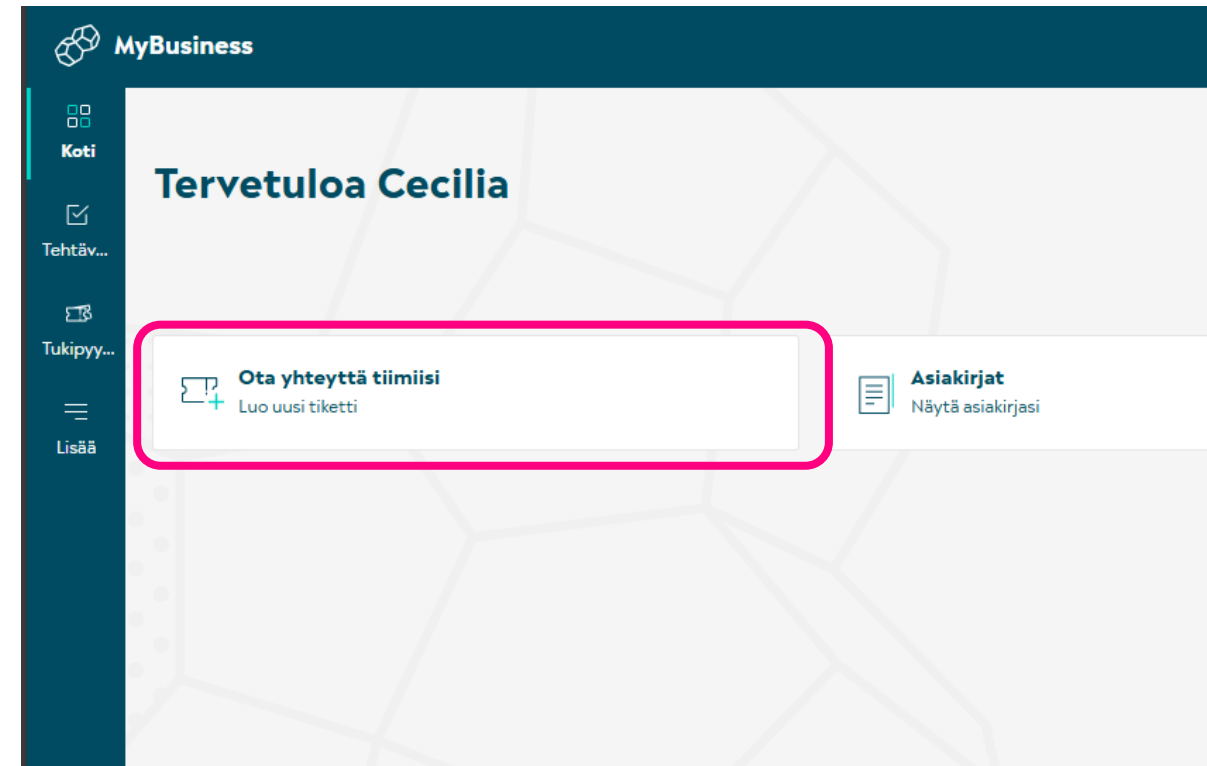 MyBusiness
Koti
Tervetuloa Cecilia
Tehtäv...
Tukipyy...
Ota yhteyttä tiimiisi
Luo uusi tiketti
Asiakirjat
Näytä asiakirjasi
Lisää